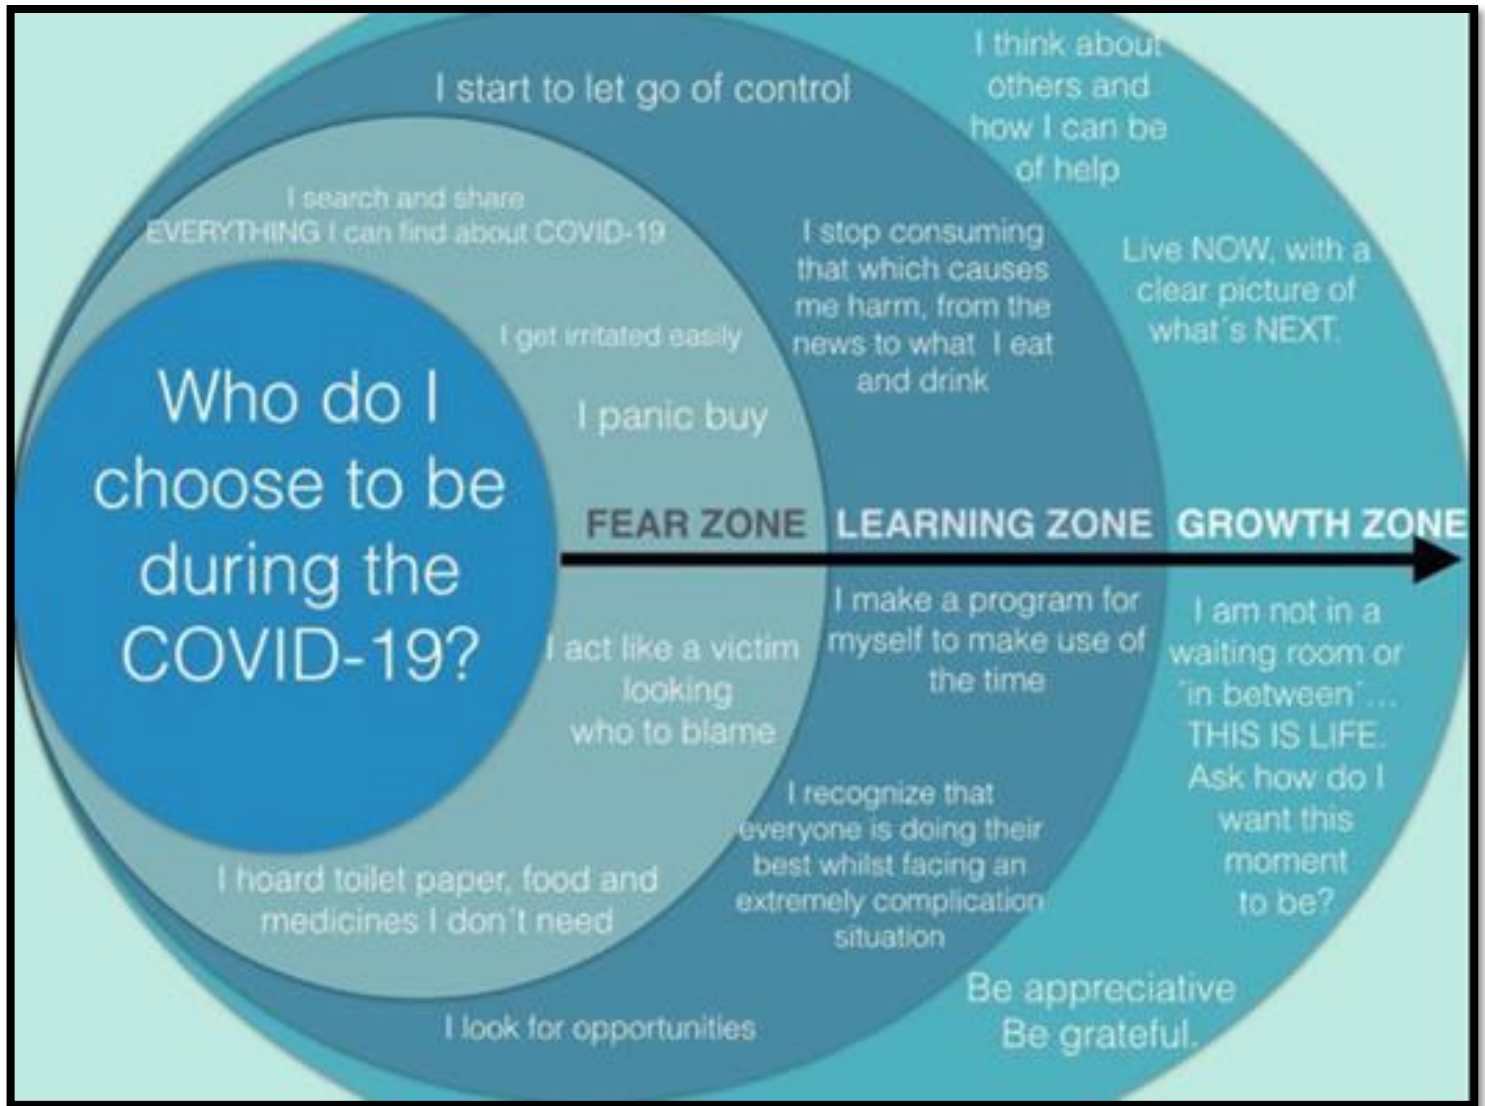 Who do I
choose to be
during the
COVID-19?
I search and share
EVERYTHING I can find about COVID-19
I get irritated easily
I panic buy
FEAR ZONE
I act like a victim
looking
who to blame
I hoard toilet paper, food and
medicines I don´t need
I start to let go of control
I stop consuming
that which causes
me harm, from the
news to what I eat
and drink
LEARNING ZONE
I make a program for
myself to make use of
the time
I recognize that
everyone is doing their
best whilst facing an
extremely complication
situation
I look for opportunities
I think about
others and
how I can be
of help
Live NOW, with a
clear picture of
what´s NEXT.
GROWTH ZONE
I am not in a
waiting room or
´in between´...
THIS IS LIFE.
Ask how do I
want this
moment
to be?
Be appreciative
Be grateful.